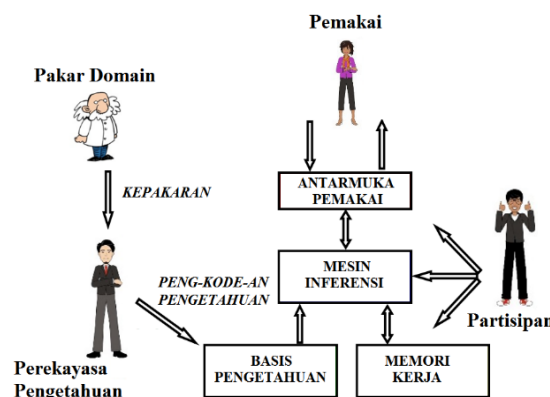 Pemakai
Pakar Domain
KEPAKARAN
ANTARMUKA
PEMAKAI
PENG-KODE-AN
PENGETAHUAN
MESIN
INFERENSI
Partisipan
Perekayasa
Pengetahuan
BASIS
PENGETAHUAN
MEMORI
KERJA